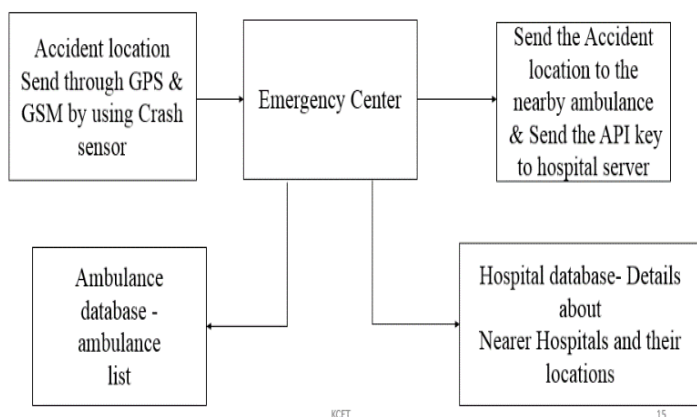 Accident location
Send through GPS &
GSM by using Crash
sensor
Emergency Center
Send the Accident
location to the
nearby ambulance
& Send the API key
to hospital server
Ambulance
database -
ambulance
list
Hospital database- Details
about
Nearer Hospitals and their
locations
KCET
15